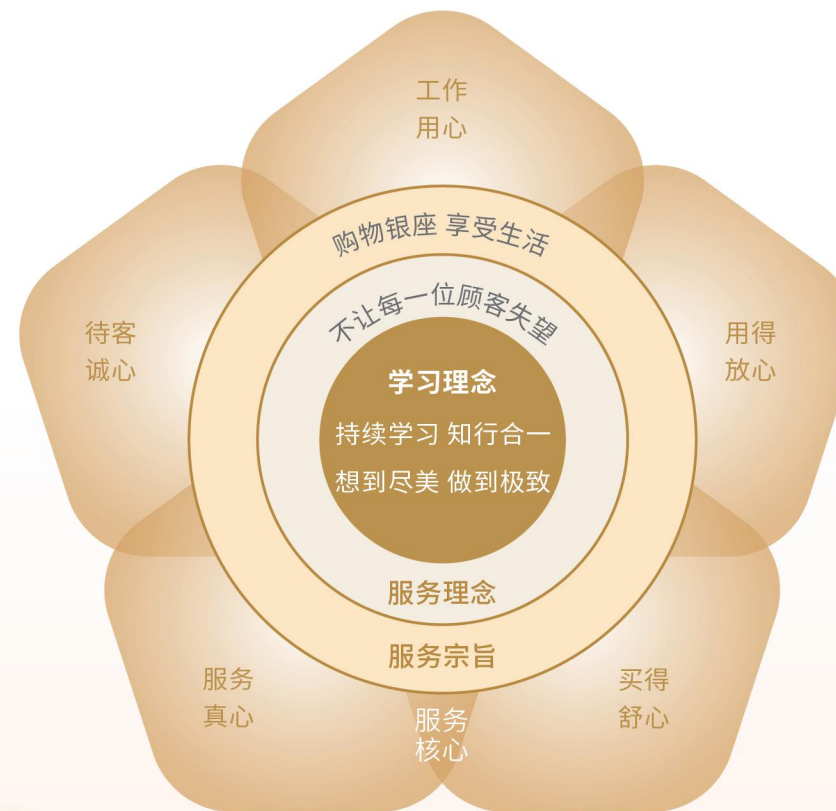 工作
用心
购物银座 享受生活
不让每一位顾客失望
待客
诚心
用得
放心
学习理念
持续学习 知行合一
想到尽美 做到极致
服务理念
服务宗旨
服务
真心
买得
舒心
服务
核心